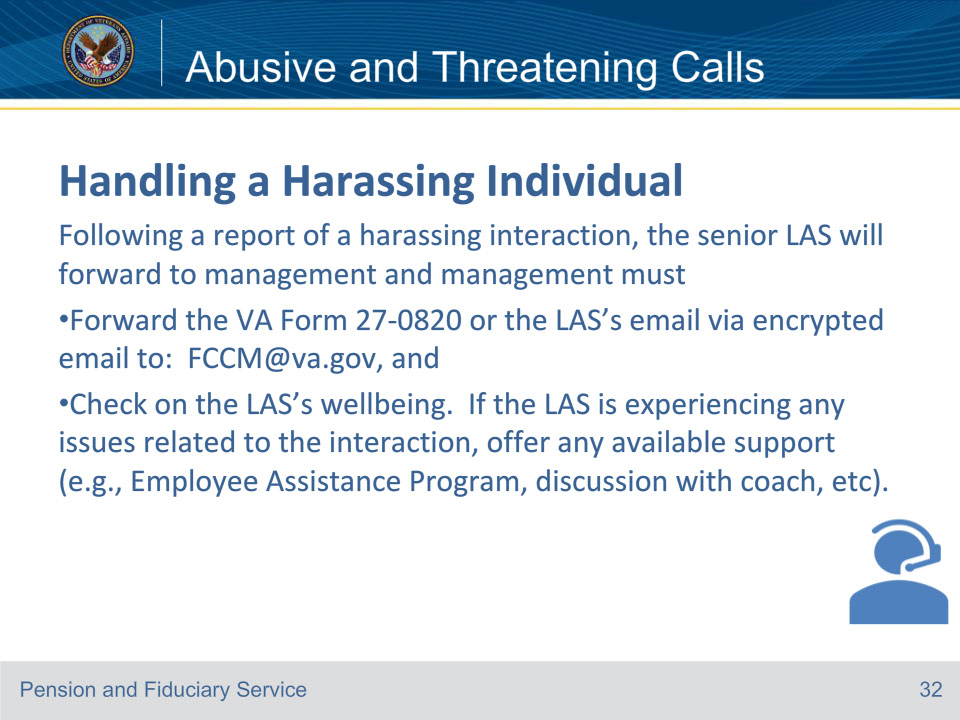 Abusive and Threatening Calls
Handling a Harassing Individual
Following a report of a harassing interaction, the senior LAS will
forward to management and management must
•Forward the VA Form 27-0820 or the LAS’s email via encrypted
email to:  FCCM@va.gov, and
•Check on the LAS’s wellbeing.  If the LAS is experiencing any
issues related to the interaction, offer any available support
(e.g., Employee Assistance Program, discussion with coach, etc).
Pension and Fiduciary Service
32